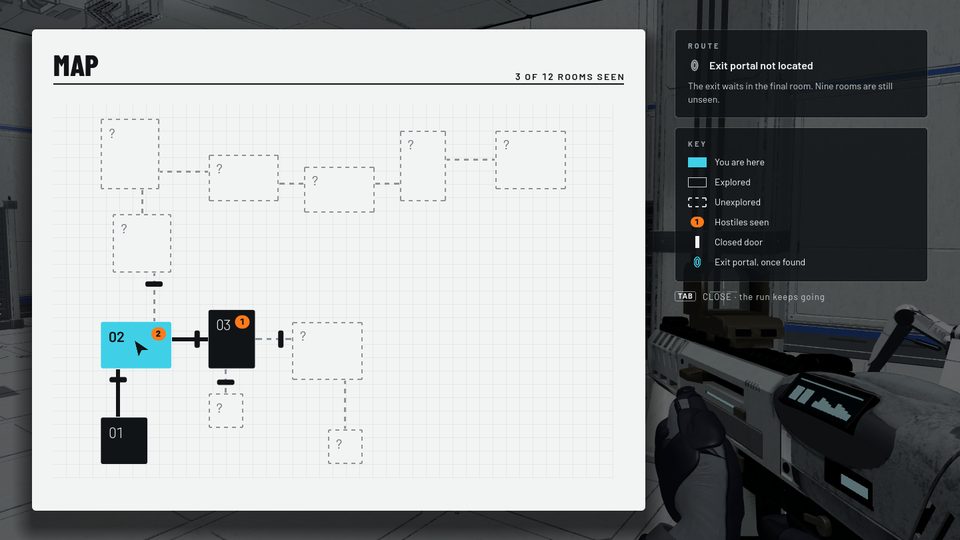 MAP
3 OF 12 ROOMS SEEN
?
?
?
?
?
?
02
2
03
1
?
?
?
01
ROUTE
Exit portal not located
The exit waits in the final room. Nine rooms are still
unseen.
KEY
You are here
Explored
Unexplored
1 Hostiles seen
Closed door
Exit portal, once found
TAB CLOSE · the run keeps going